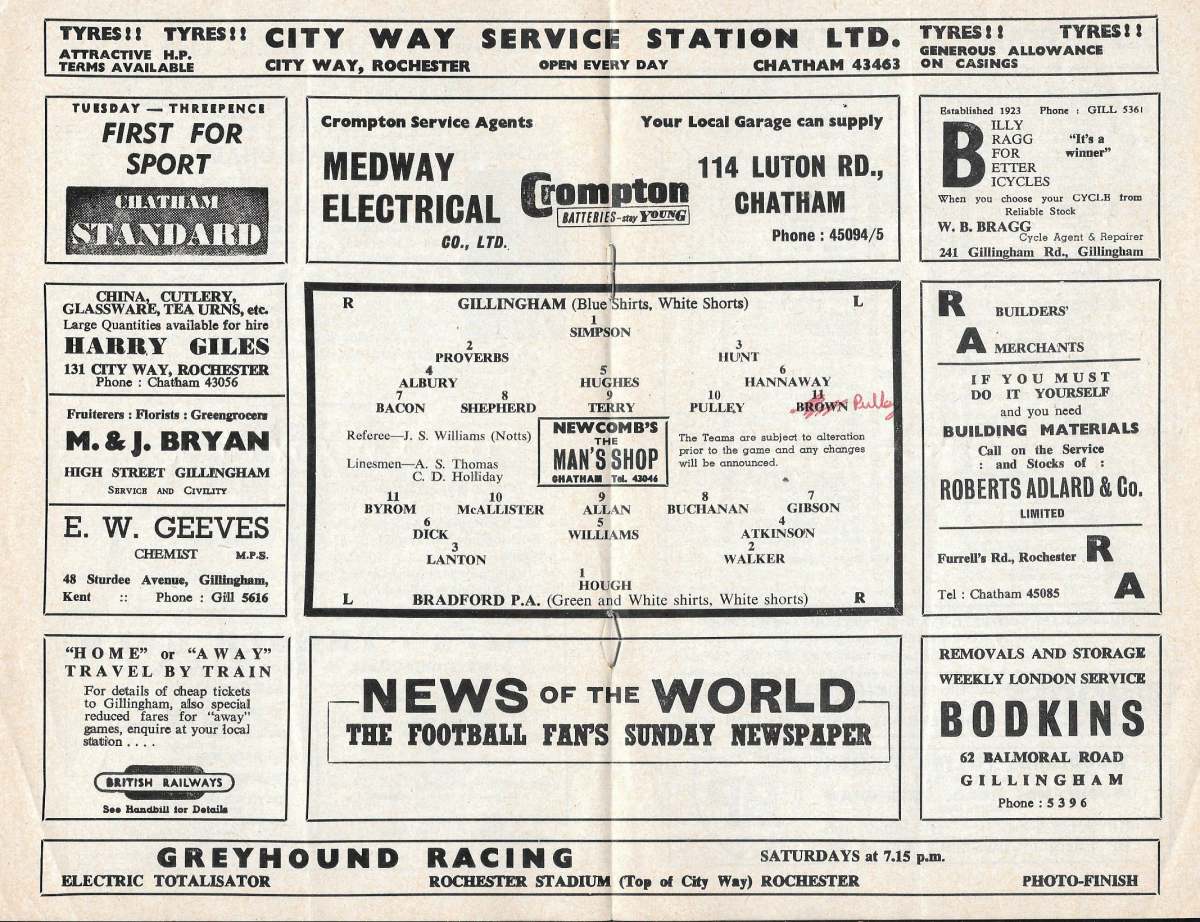 TYRES!! TYRES!! CITY WAY SERVICE STATION LTD. TYRES!! TYRES!!
ATTRACTIVE H.P. GENEROUS ALLOWANCE
TERMS AVAILABLE CITY WAY, ROCHESTER OPEN EVERY DAY CHATHAM 43463 ON CASINGS
TUESDAY — THREEPENCE
FIRST FOR
SPORT
CHATHAM
STANDARD
Crompton Service Agents Your Local Garage can supply
MEDWAY
ELECTRICAL
CO., LTD.
Crompton
BATTERIES-stay YOUNG
114 LUTON RD.,
CHATHAM
Phone : 45094/5
Established 1923 Phone : GILL 5361
BILLY
BRAGG
FOR
BETTER
BICYCLES
"It's a
winner"
When you choose your CYCLE from
Reliable Stock
W. B. BRAGG
Cycle Agent & Repairer
241 Gillingham Rd., Gillingham
CHINA, CUTLERY,
GLASSWARE, TEA URNS, etc.
Large Quantities available for hire
HARRY GILES
131 CITY WAY, ROCHESTER
Phone : Chatham 43056
Fruiterers : Florists : Greengrocers
M. & J. BRYAN
HIGH STREET GILLINGHAM
SERVICE AND CIVILITY
E. W. GEEVES
CHEMIST M.P.S.
48 Sturdee Avenue, Gillingham,
Kent :: Phone : Gill 5616
R GILLINGHAM (Blue Shirts, White Shorts) L
1
SIMPSON
2 3
PROVERBS HUNT
4 5 6
ALBURY HUGHES HANNAWAY
7 8 9 10 11
BACON SHEPHERD TERRY PULLEY BROWN Pulley
Referee—J. S. Williams (Notts)
Linesmen—A. S. Thomas
C. D. Holliday
NEWCOMB'S
THE
MAN'S SHOP
CHATHAM Tel. 43046
The Teams are subject to alteration
prior to the game and any changes
will be announced.
11 10 9 8 7
BYROM McALLISTER ALLAN BUCHANAN GIBSON
6 5 4
DICK WILLIAMS ATKINSON
3 2
LANTON WALKER
1
HOUGH
L BRADFORD P.A. (Green and White shirts, White shorts) R
R BUILDERS'
A MERCHANTS
IF YOU MUST
DO IT YOURSELF
and you need
BUILDING MATERIALS
Call on the Service
: and Stocks of :
ROBERTS ADLARD & Co.
LIMITED
Furrell's Rd., Rochester R
Tel : Chatham 45085 A
"HOME" or "AWAY"
TRAVEL BY TRAIN
For details of cheap tickets
to Gillingham, also special
reduced fares for "away"
games, enquire at your local
station . . . .
BRITISH RAILWAYS
See Handbill for Details
NEWS OF THE WORLD
THE FOOTBALL FAN'S SUNDAY NEWSPAPER
REMOVALS AND STORAGE
WEEKLY LONDON SERVICE
BODKINS
62 BALMORAL ROAD
GILLINGHAM
Phone : 5396
GREYHOUND RACING SATURDAYS at 7.15 p.m.
ELECTRIC TOTALISATOR ROCHESTER STADIUM (Top of City Way) ROCHESTER PHOTO-FINISH